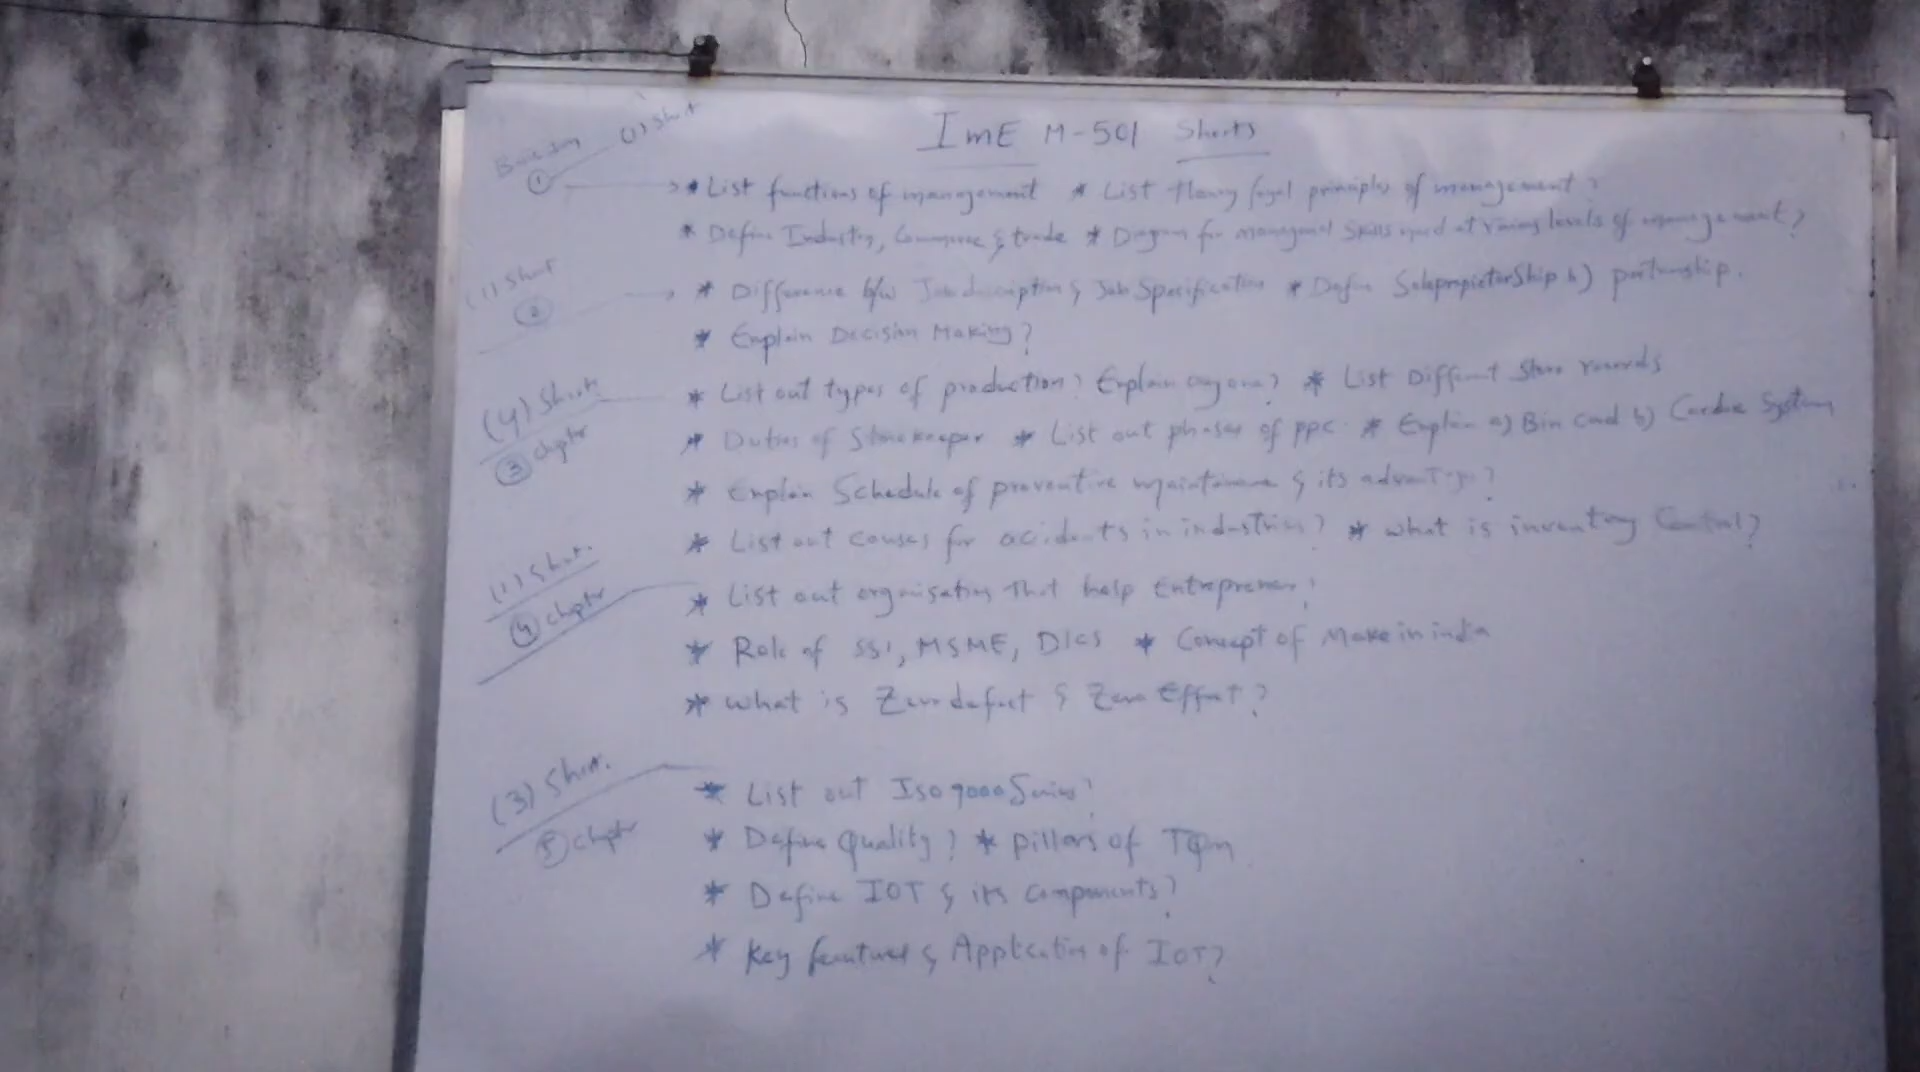 ImE M-501 Shorts
(1) Short
①
* List functions of management * List Henry fayol principles of management?
* Define Industry, Commerce & trade * Diagram for managerial Skills used at various levels of management?
(1) Short
②
* Difference b/w Job description & Job Specification * Define Soleproprietorship b) partnership.
* Explain Decision Making?
(4) Short.
③ chapter
* List out types of production? Explain any one? * List Different Store records
* Duties of Storekeeper * List out phases of PPC * Explain a) Bin Card b) Cardex System
* Explain Schedule of preventive maintenance & its advantages?
* List out causes for accidents in industries? * what is inventory Control?
(1) Short.
④ chapter
* List out organisation that help Entrepreneur?
* Role of SSI, MSME, DICS * Concept of Make in india
* what is Zero defect & Zero Effect?
(3) Short.
⑤ chapter
* List out Iso 9000 Series?
* Define Quality? * pillars of TQM
* Define IOT & its components?
* Key features & Application of IOT?